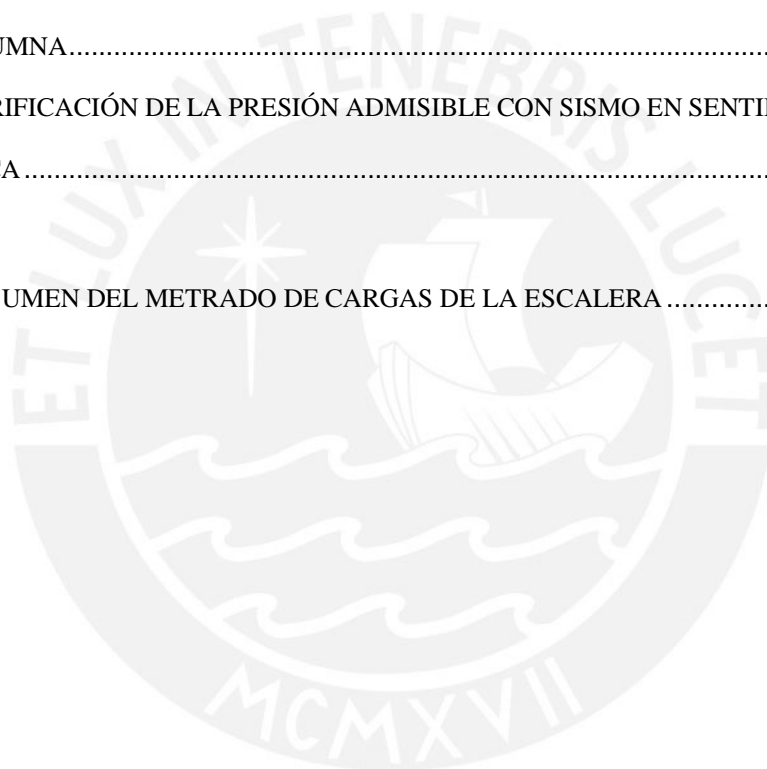 UMNA
RIFICACIÓN DE LA PRESIÓN ADMISIBLE CON SISMO EN SENTI
CA
UMEN DEL METRADO DE CARGAS DE LA ESCALERA
ET LUX IN TENEBRIS LUCET
MCMXVII